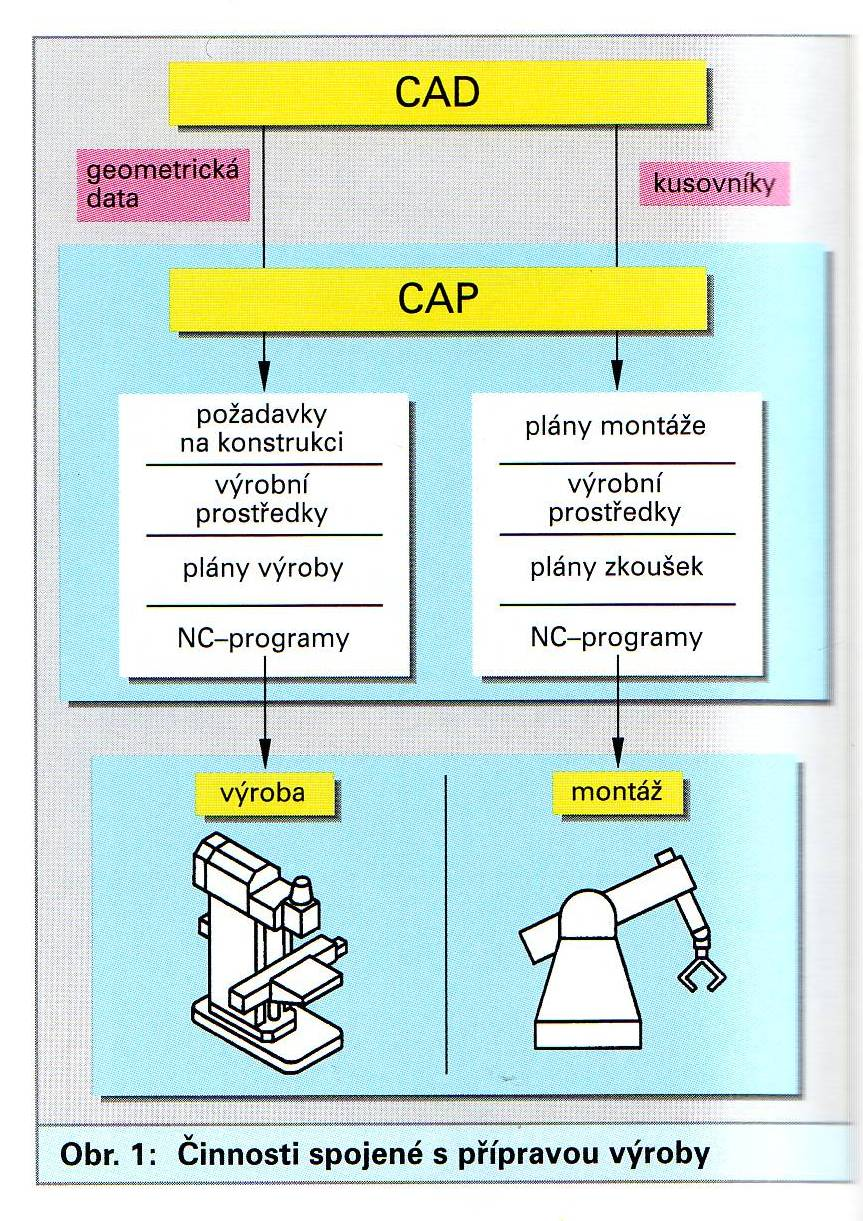 CAD
geometrická
data
kusovníky
CAP
požadavky
na konstrukci
výrobní
prostředky
plány výroby
NC–programy
plány montáže
výrobní
prostředky
plány zkoušek
NC–programy
výroba
montáž
Obr. 1: Činnosti spojené s přípravou výroby